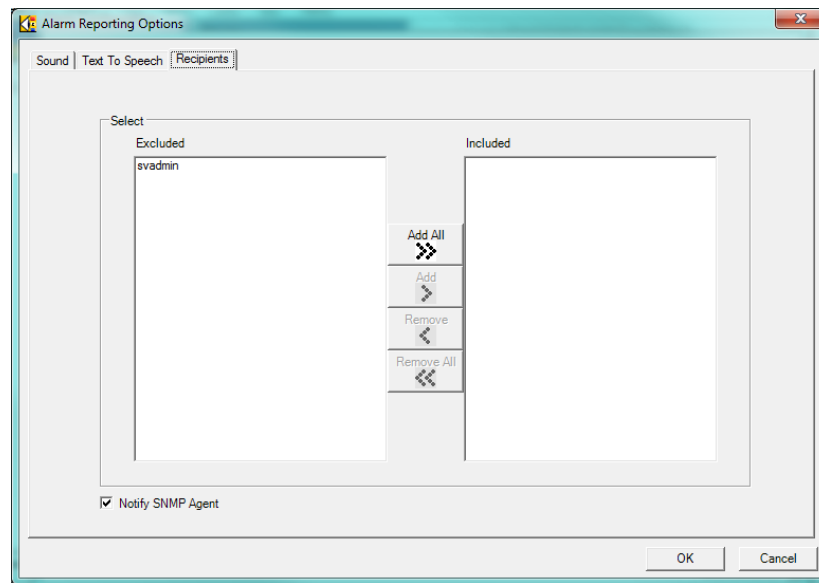 Alarm Reporting Options
Sound
Text To Speech
Recipients
Select
Excluded
Included
svadmin
Add All
Add
Remove
Remove All
Notify SNMP Agent
OK
Cancel